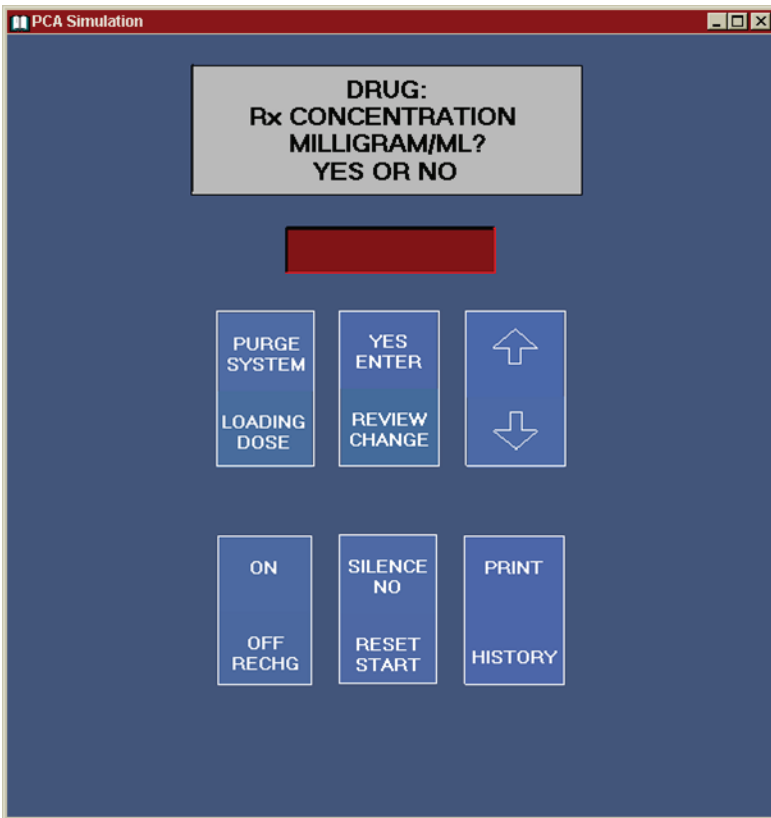 PCA Simulation
DRUG:
Rx CONCENTRATION
MILLIGRAM/ML?
YES OR NO
PURGE
SYSTEM
LOADING
DOSE
YES
ENTER
REVIEW
CHANGE
ON
OFF
RECHG
SILENCE
NO
RESET
START
PRINT
HISTORY